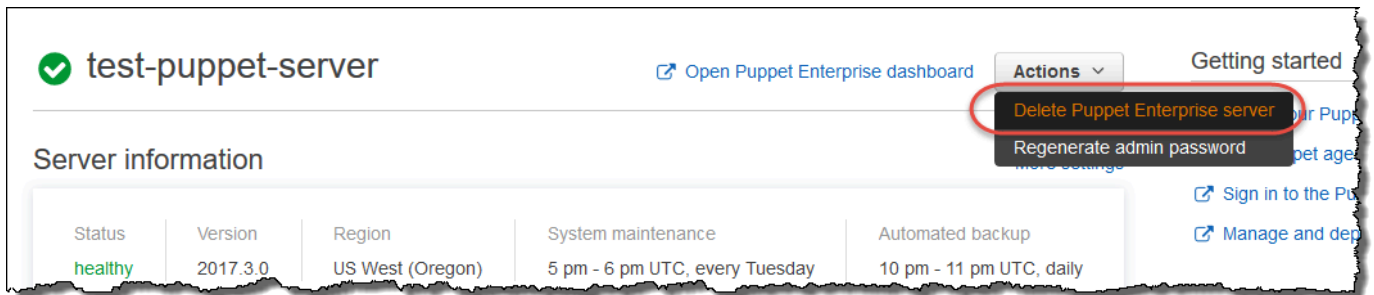 test-puppet-server
Open Puppet Enterprise dashboard
Actions
Delete Puppet Enterprise server
Regenerate admin password
Server information
Status
healthy
Version
2017.3.0
Region
US West (Oregon)
System maintenance
5 pm - 6 pm UTC, every Tuesday
Automated backup
10 pm - 11 pm UTC, daily
Getting started
Sign in to the
Manage and